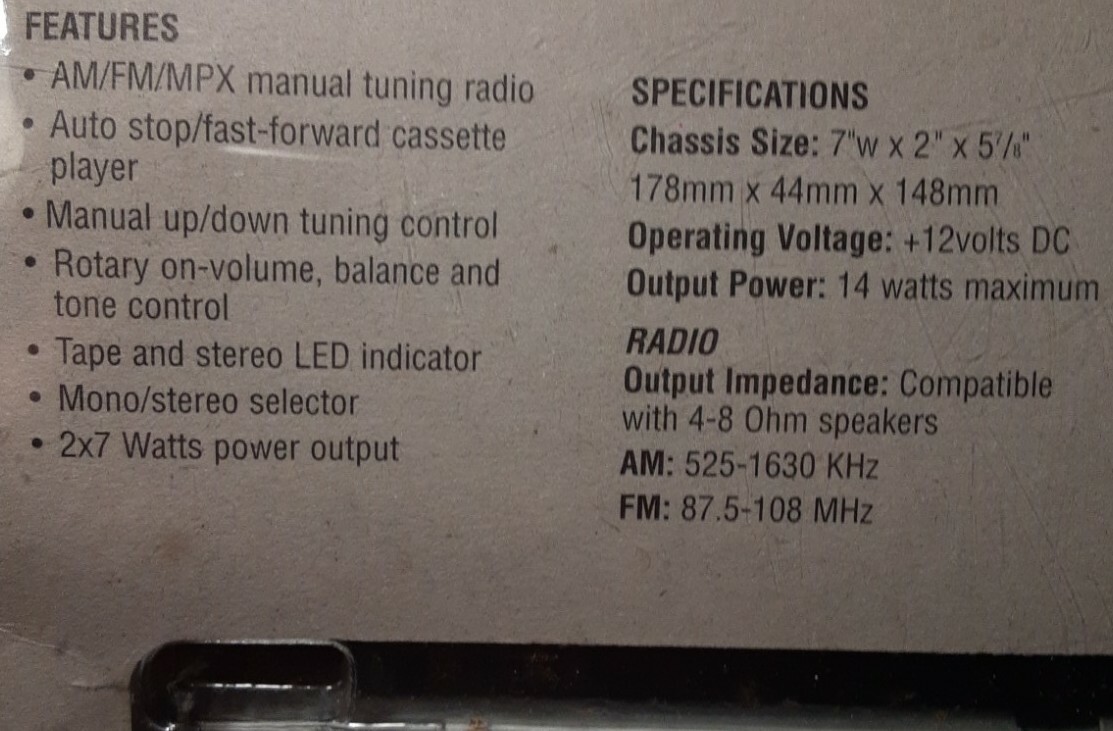 FEATURES
• AM/FM/MPX manual tuning radio
• Auto stop/fast-forward cassette
player
• Manual up/down tuning control
• Rotary on-volume, balance and
tone control
• Tape and stereo LED indicator
• Mono/stereo selector
• 2x7 Watts power output
SPECIFICATIONS
Chassis Size: 7"w x 2" x 5⅞"
178mm x 44mm x 148mm
Operating Voltage: +12volts DC
Output Power: 14 watts maximum
RADIO
Output Impedance: Compatible
with 4-8 Ohm speakers
AM: 525-1630 KHz
FM: 87.5-108 MHz